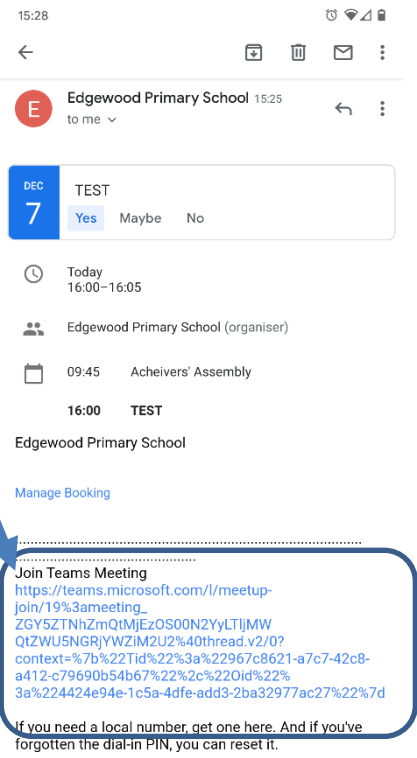 15:28
Edgewood Primary School 15:25
E
to me
DEC
7
TEST
Yes Maybe No
Today
16:00–16:05
Edgewood Primary School (organiser)
09:45 Acheivers' Assembly
16:00 TEST
Edgewood Primary School
Manage Booking
................................................................................
..........................................
Join Teams Meeting
https://teams.microsoft.com/l/meetup-
join/19%3ameeting_
ZGY5ZTNhZmQtMjEzOS00N2YyLTljMW
QtZWU5NGRjYWZiM2U2%40thread.v2/0?
context=%7b%22Tid%22%3a%22967c8621-a7c7-42c8-
a412-c79690b54b67%22%2c%22Oid%22%
3a%224424e94e-1c5a-4dfe-add3-2ba32977ac27%22%7d
If you need a local number, get one here. And if you've
forgotten the dial-in PIN, you can reset it.